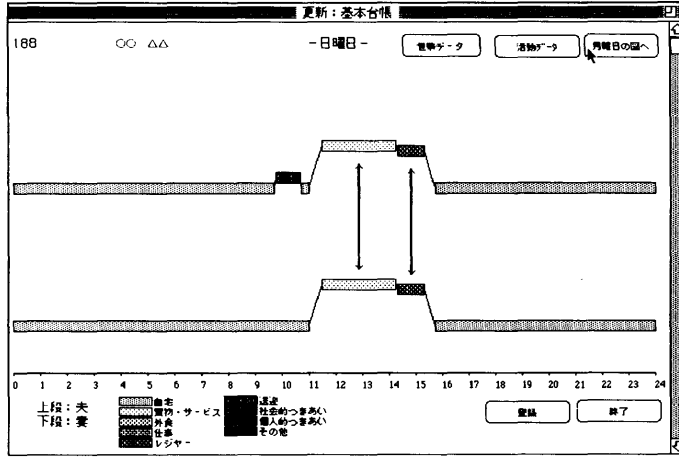 更新：基本台帳
188 ○○ △△ －日曜日－ 世帯データ 活動データ 月曜日の図へ
0 1 2 3 4 5 6 7 8 9 10 11 12 13 14 15 16 17 18 19 20 21 22 23 24
上段：夫
下段：妻
自宅
買物・サービス
外食
仕事
レジャー
送迎
社会的つきあい
個人的つきあい
その他
登録
終了